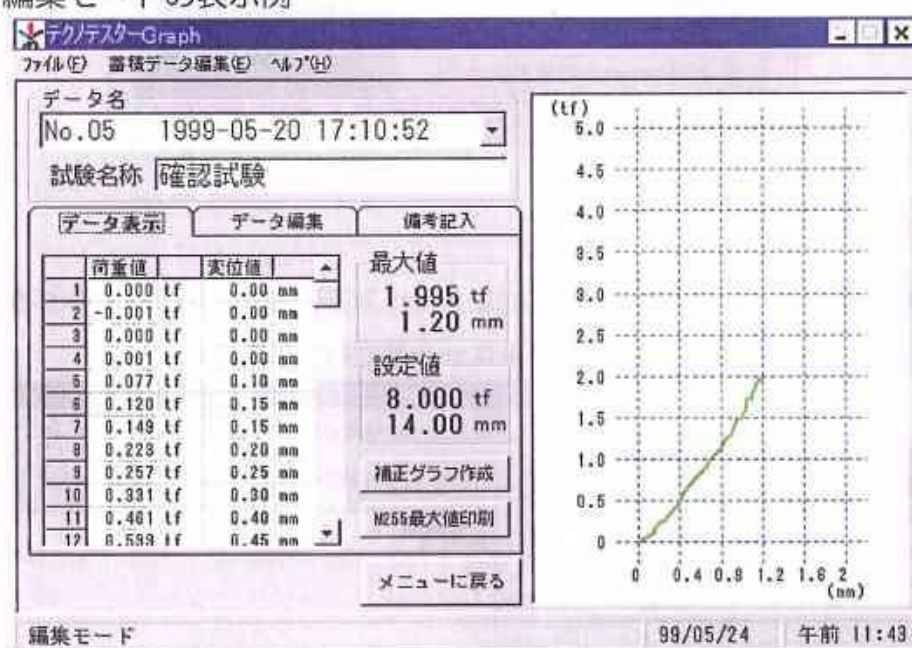 編集モードの表示例
テクノテスター-Graph
ファイル(F) 蓄積データ編集(E) ヘルプ(H)
データ名
No.05 1999-05-20 17:10:52
試験名称 確認試験
データ表示 データ編集 備考記入
荷重値 変位値
1 0.000 tf 0.00 mm
2 -0.001 tf 0.00 mm
3 0.000 tf 0.00 mm
4 0.001 tf 0.00 mm
5 0.077 tf 0.10 mm
6 0.120 tf 0.15 mm
7 0.149 tf 0.15 mm
8 0.223 tf 0.20 mm
9 0.257 tf 0.25 mm
10 0.331 tf 0.30 mm
11 0.461 tf 0.40 mm
12 0.45 mm
最大値
1.995 tf
1.20 mm
設定値
8.000 tf
14.00 mm
補正グラフ作成
N255最大値印刷
メニューに戻る
(tf)
5.0
4.5
4.0
3.5
3.0
2.5
2.0
1.5
1.0
0.5
0
0 0.4 0.8 1.2 1.6 2
(mm)
編集モード 99/05/24 午前 11:43